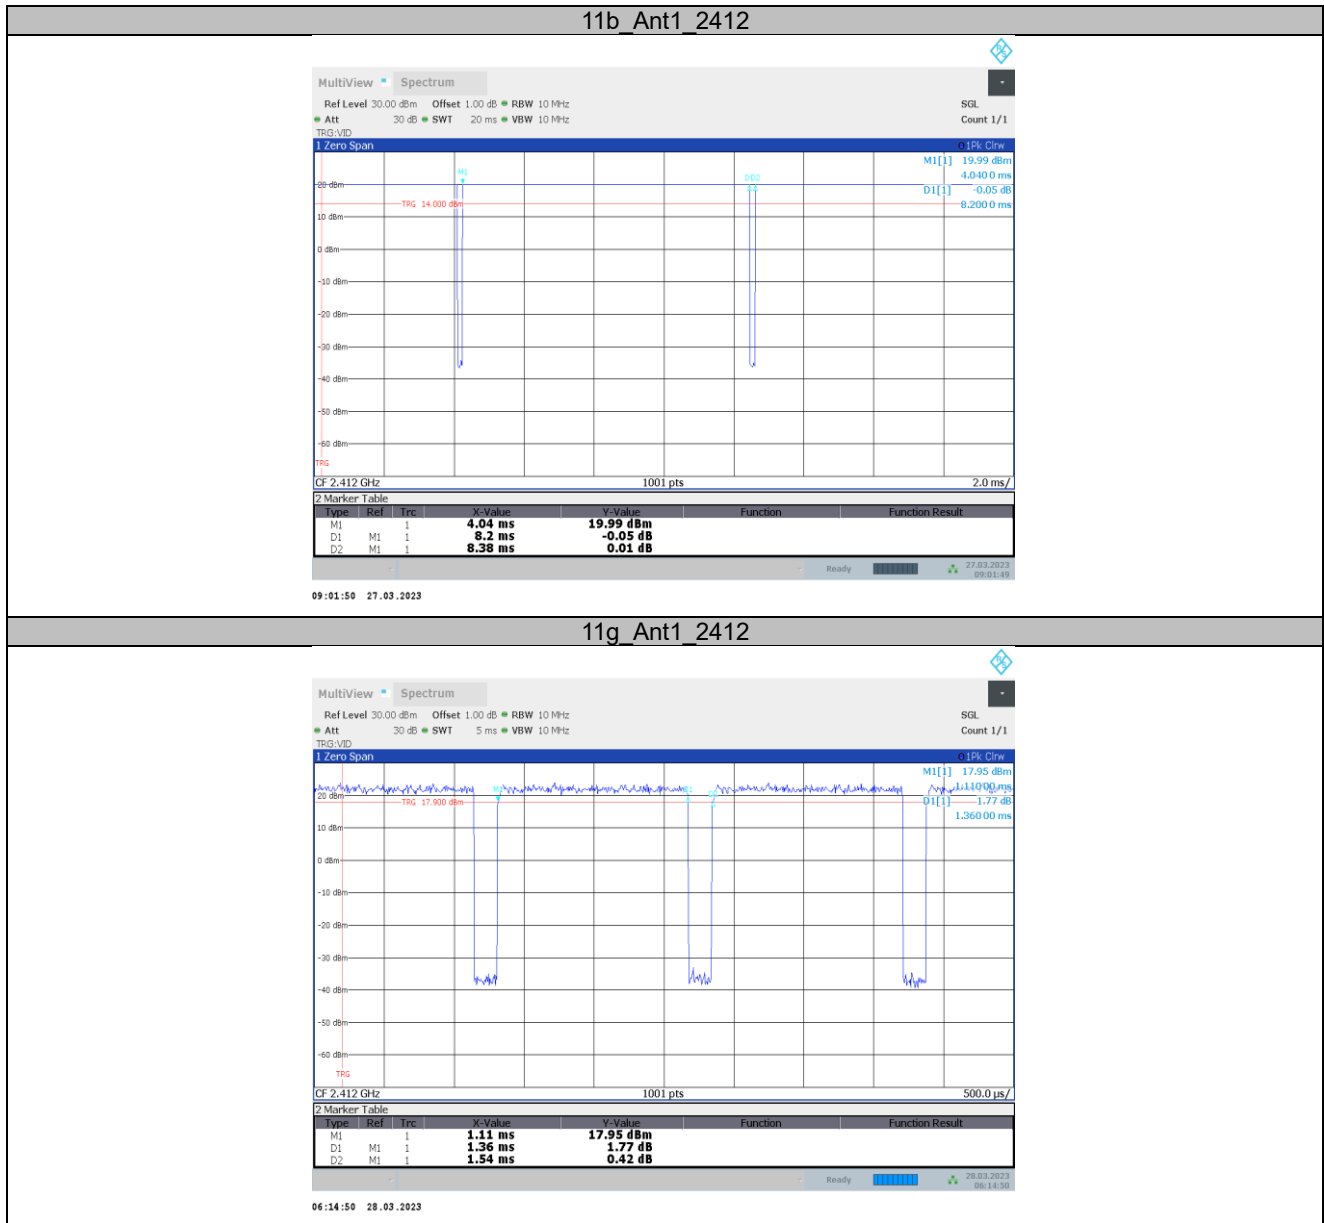 11b_Ant1_2412
MultiView Spectrum
Ref Level 30.00 dBm Offset 1.00 dB RBW 10 MHz SGL
Att 30 dB SWT 20 ms VBW 10 MHz Count 1/1
TRG:VID
1 Zero Span 1Pk Clrw
M1[1] 19.99 dBm
4.0400 ms
D1[1] -0.05 dB
8.2000 ms
M1
20 dBm
TRG 14.000 dBm
10 dBm
0 dBm
-10 dBm
-20 dBm
-30 dBm
-40 dBm
-50 dBm
-60 dBm
TRG
CF 2.412 GHz 1001 pts 2.0 ms/
2 Marker Table
Type Ref Trc X-Value Y-Value Function Function Result
M1 1 4.04 ms 19.99 dBm
D1 M1 1 8.2 ms -0.05 dB
D2 M1 1 8.38 ms 0.01 dB
Ready 27.03.2023
09:01:49
09:01:50 27.03.2023
11g_Ant1_2412
MultiView Spectrum
Ref Level 30.00 dBm Offset 1.00 dB RBW 10 MHz SGL
Att 30 dB SWT 5 ms VBW 10 MHz Count 1/1
TRG:VID
1 Zero Span 1Pk Clrw
M1[1] 17.95 dBm
1.11000 ms
D1[1] 1.77 dB
1.36000 ms
20 dBm
TRG 17.900 dBm
10 dBm
0 dBm
-10 dBm
-20 dBm
-30 dBm
-40 dBm
-50 dBm
-60 dBm
TRG
CF 2.412 GHz 1001 pts 500.0 µs/
2 Marker Table
Type Ref Trc X-Value Y-Value Function Function Result
M1 1 1.11 ms 17.95 dBm
D1 M1 1 1.36 ms 1.77 dB
D2 M1 1 1.54 ms 0.42 dB
Ready 28.03.2023
06:14:50
06:14:50 28.03.2023